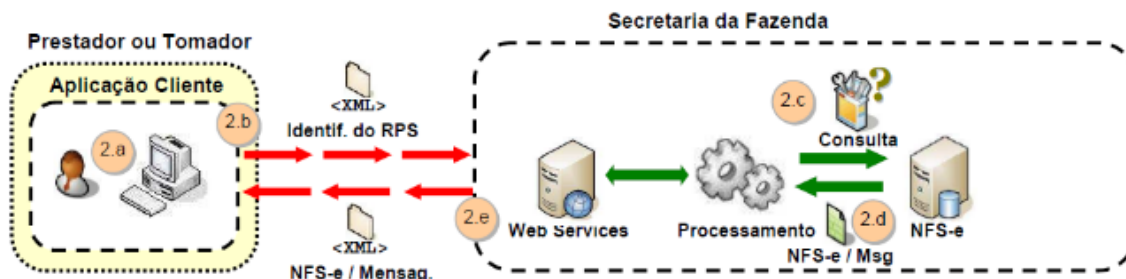 Secretaria da Fazenda
Prestador ou Tomador
Aplicação Cliente
2.a
2.b
<XML>
Identif. do RPS
<XML>
NFS-e / Mensag.
2.e
Web Services
Processamento
2.c
?
Consulta
2.d
NFS-e / Msg
NFS-e